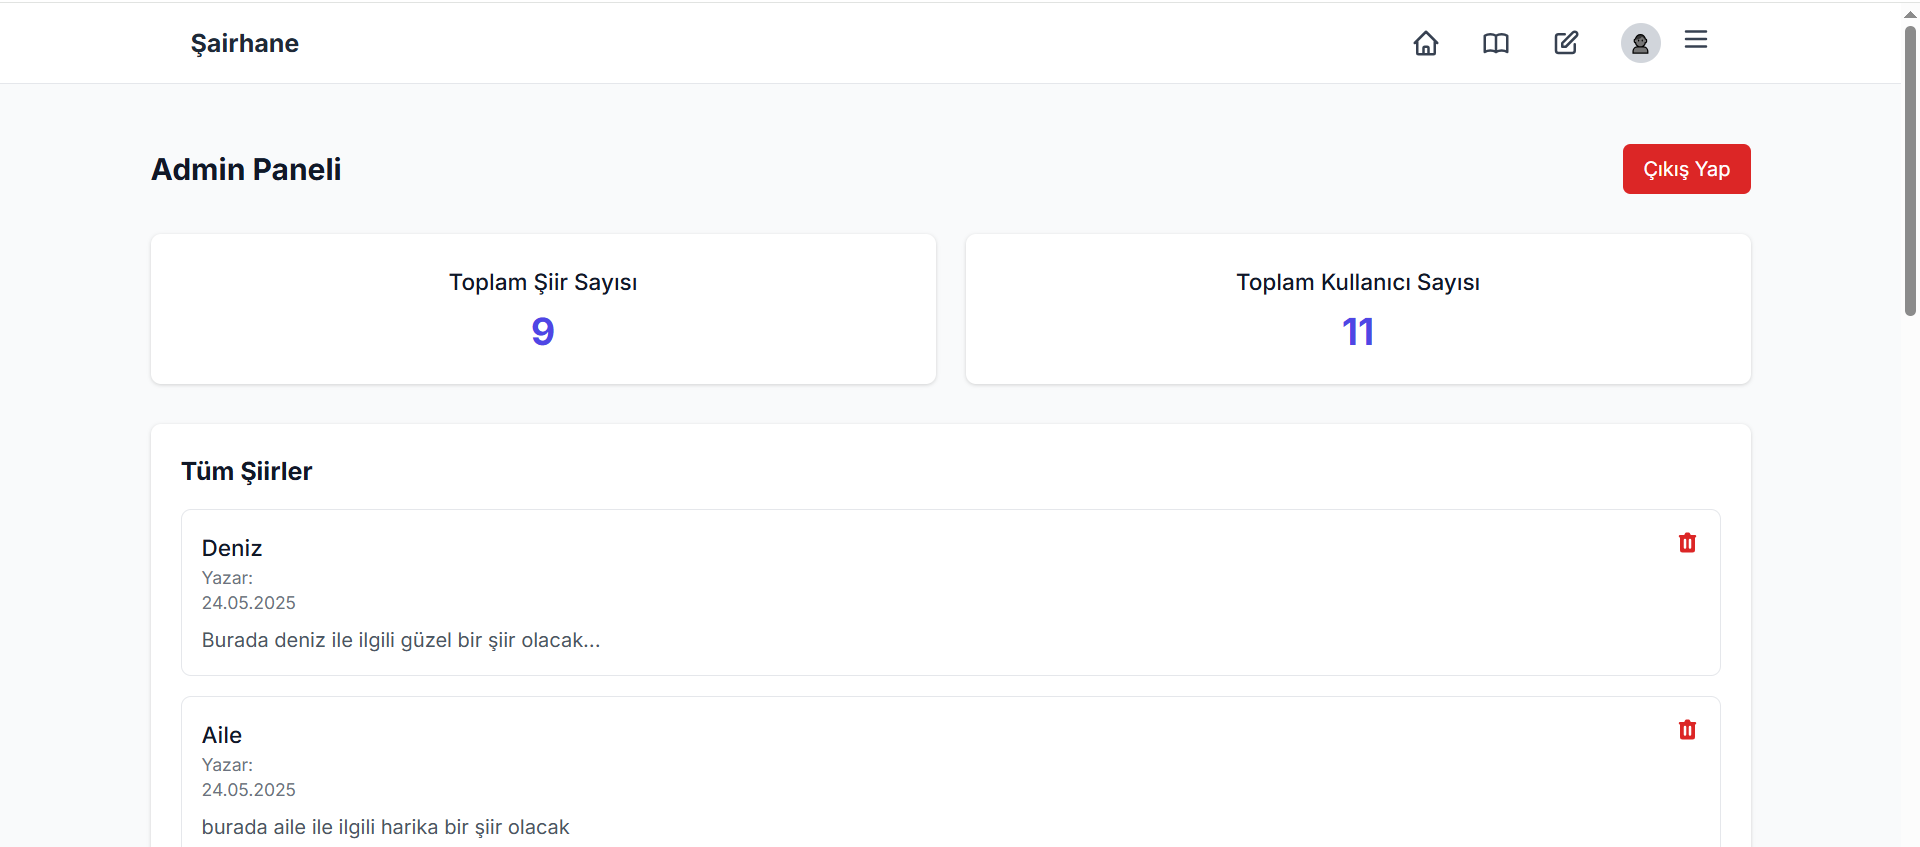 Şairhane
Admin Paneli
Çıkış Yap
Toplam Şiir Sayısı
9
Toplam Kullanıcı Sayısı
11
Tüm Şiirler
Deniz
Yazar:
24.05.2025
Burada deniz ile ilgili güzel bir şiir olacak...
Aile
Yazar:
24.05.2025
burada aile ile ilgili harika bir şiir olacak